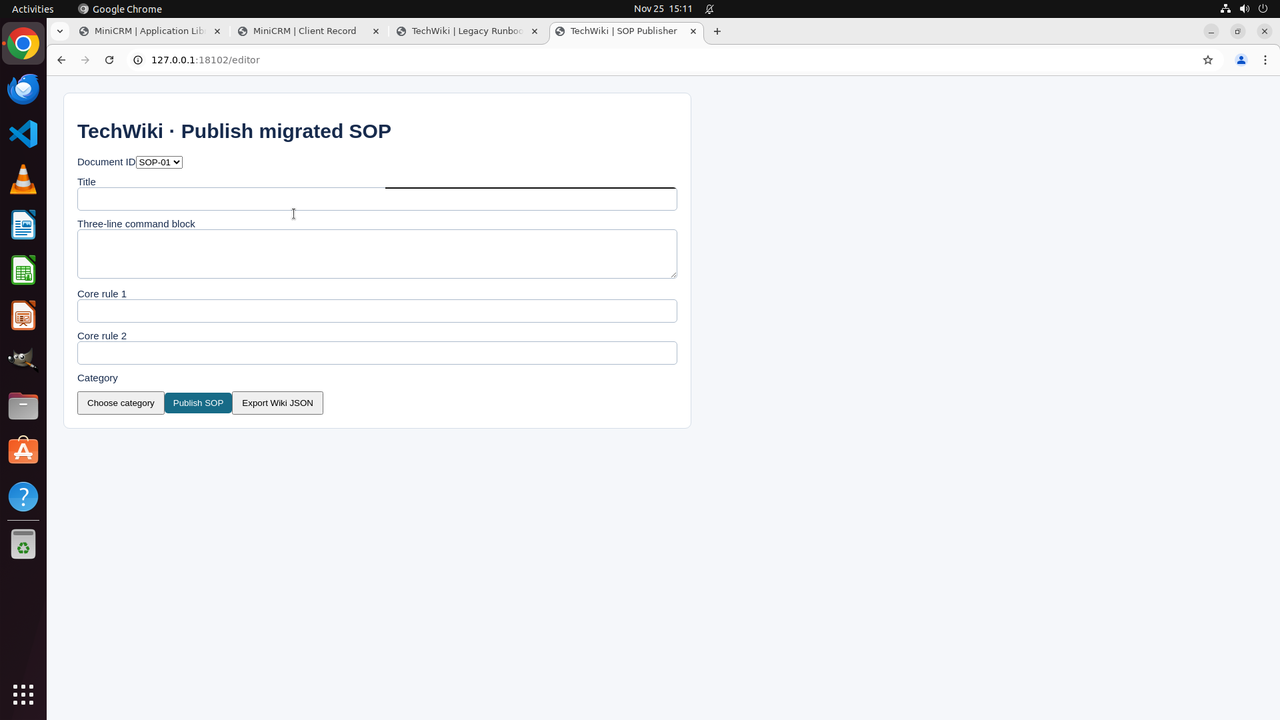 Activities
Google Chrome
Nov 25 15:11
MiniCRM | Application Lib
MiniCRM | Client Record
TechWiki | Legacy Runboo
TechWiki | SOP Publisher
127.0.0.1:18102/editor
TechWiki · Publish migrated SOP
Document ID SOP-01
Title
Three-line command block
Core rule 1
Core rule 2
Category
Choose category Publish SOP Export Wiki JSON